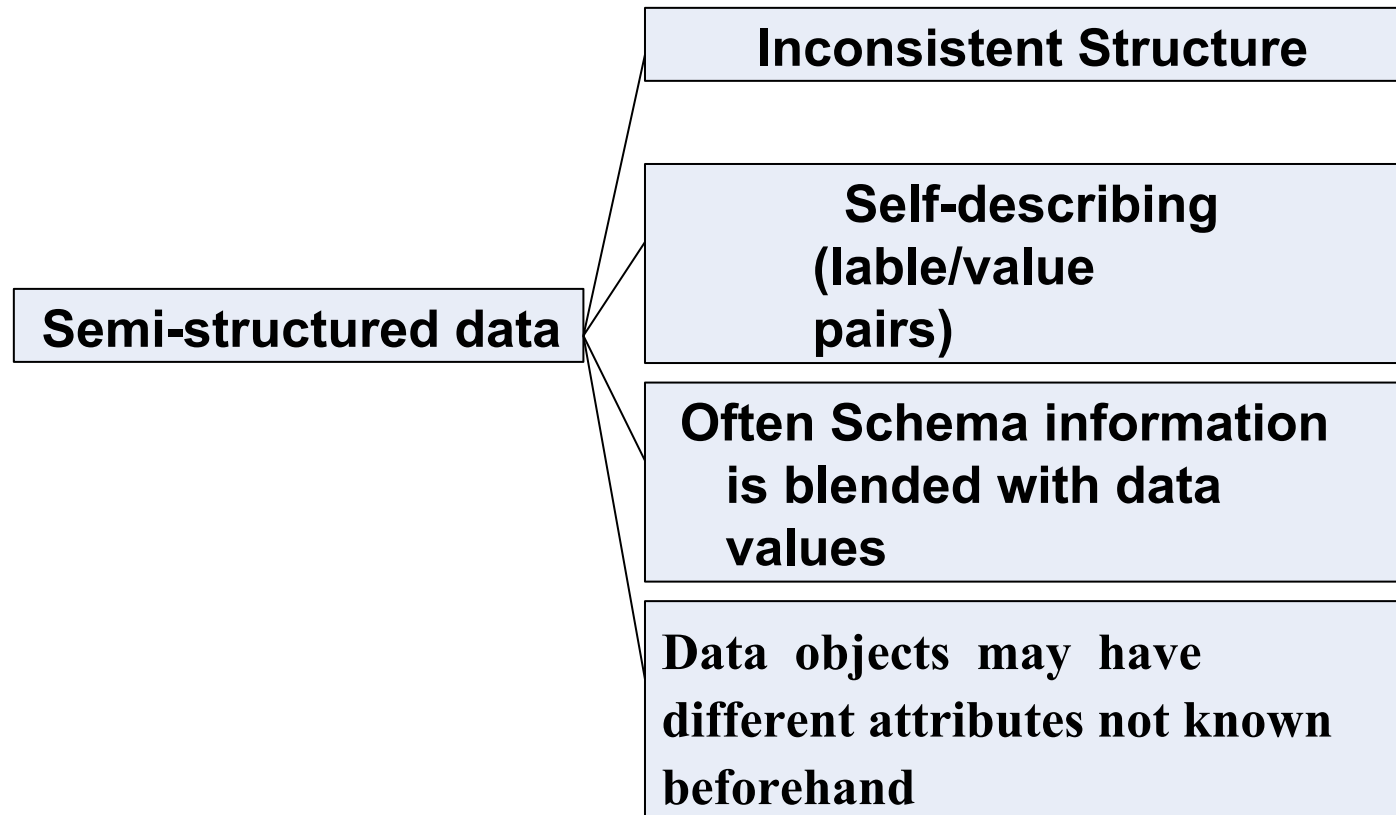 Inconsistent Structure
Self-describing
(lable/value
pairs)
Semi-structured data
Often Schema information
is blended with data
values
Data objects may have
different attributes not known
beforehand